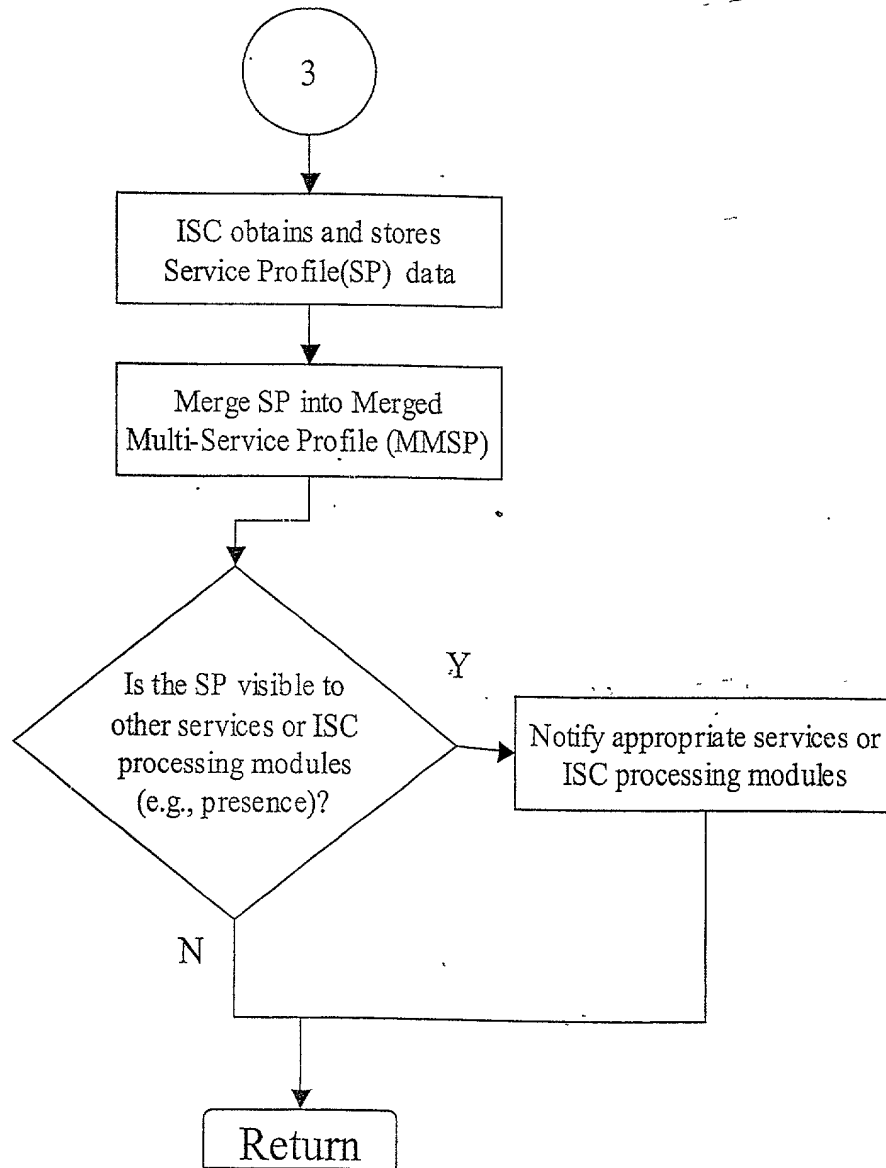 3
ISC obtains and stores
Service Profile(SP) data
Merge SP into Merged
Multi-Service Profile (MMSP)
Is the SP visible to
other services or ISC
processing modules
(e.g., presence)?
Y
Notify appropriate services or
ISC processing modules
N
Return